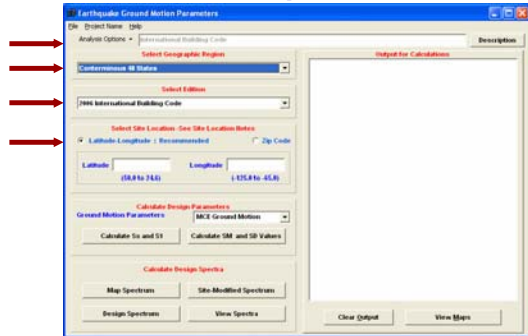 Earthquake Ground Motion Parameters
File Project Name Help
Analysis Options International Building Code Description
Select Geographic Region
Conterminous 48 States
Select Edition
2006 International Building Code
Select Site Location -See Site Location Notes
Latitude-Longitude ( Recommended Zip Code
Latitude Longitude
(50.0 to 24.6) (-125.0 to -65.0)
Calculate Design Parameters
Ground Motion Parameters MCE Ground Motion
Calculate Ss and S1 Calculate SM and SD Values
Calculate Design Spectra
Map Spectrum Site-Modified Spectrum
Design Spectrum View Spectra
Output for Calculations
Clear Output View Maps